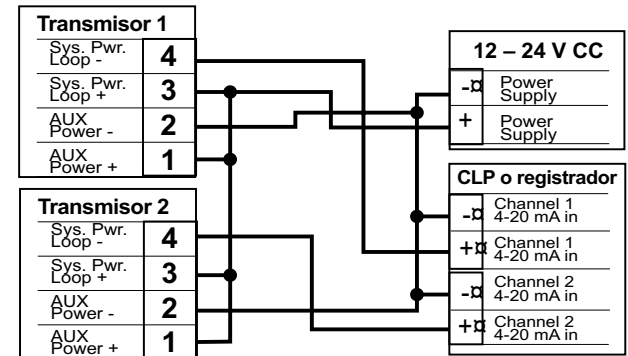 Transmisor 1
Sys. Pwr.
Loop -
4
Sys. Pwr.
Loop +
3
AUX
Power -
2
AUX
Power +
1
Transmisor 2
Sys. Pwr.
Loop -
4
Sys. Pwr.
Loop +
3
AUX
Power -
2
AUX
Power +
1
12 – 24 V CC
-¤ Power
Supply
+ Power
Supply
CLP o registrador
-¤ Channel 1
4-20 mA in
+¤ Channel 1
4-20 mA in
-¤ Channel 2
4-20 mA in
+¤ Channel 2
4-20 mA in